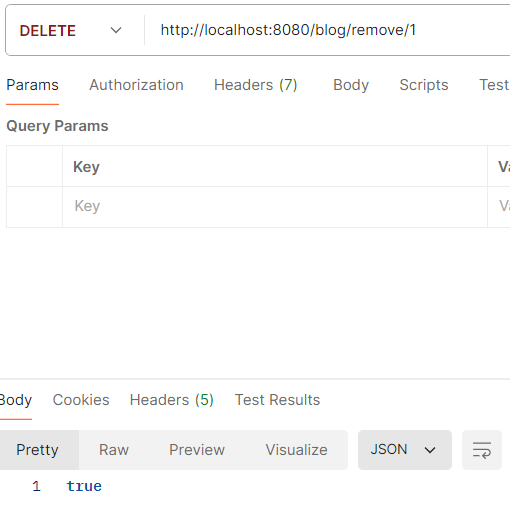 DELETE http://localhost:8080/blog/remove/1
Params Authorization Headers (7) Body Scripts Test
Query Params
Key Va
Key Va
Body Cookies Headers (5) Test Results
Pretty Raw Preview Visualize JSON
1 true